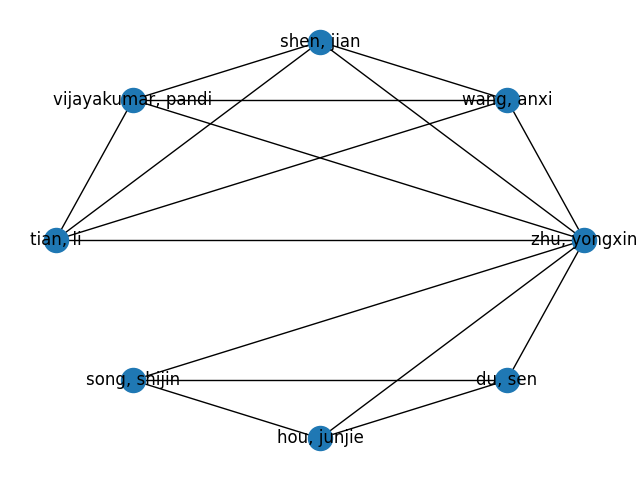 shen, jian
vijayakumar, pandi
wang, anxi
tian, li
zhu, yongxin
song, shijin
du, sen
hou, junjie